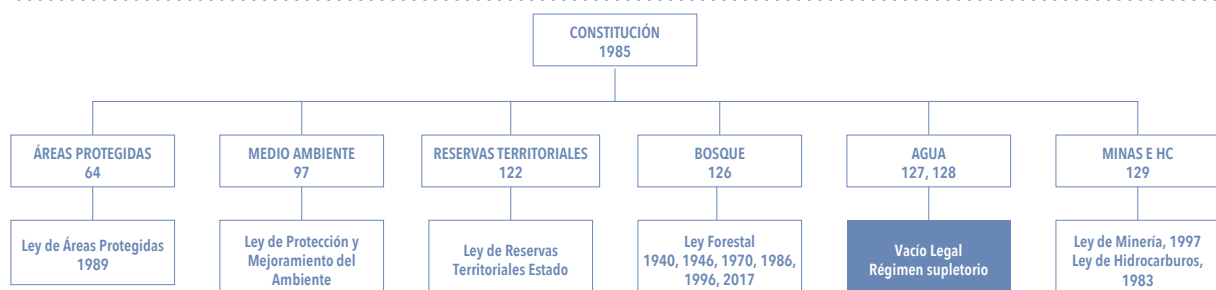 CONSTITUCIÓN
1985
ÁREAS PROTEGIDAS
64
MEDIO AMBIENTE
97
RESERVAS TERRITORIALES
122
BOSQUE
126
AGUA
127, 128
MINAS E HC
129
Ley de Áreas Protegidas
1989
Ley de Protección y
Mejoramiento del
Ambiente
Ley de Reservas
Territoriales Estado
Ley Forestal
1940, 1946, 1970, 1986,
1996, 2017
Vacío Legal
Régimen supletorio
Ley de Minería, 1997
Ley de Hidrocarburos,
1983